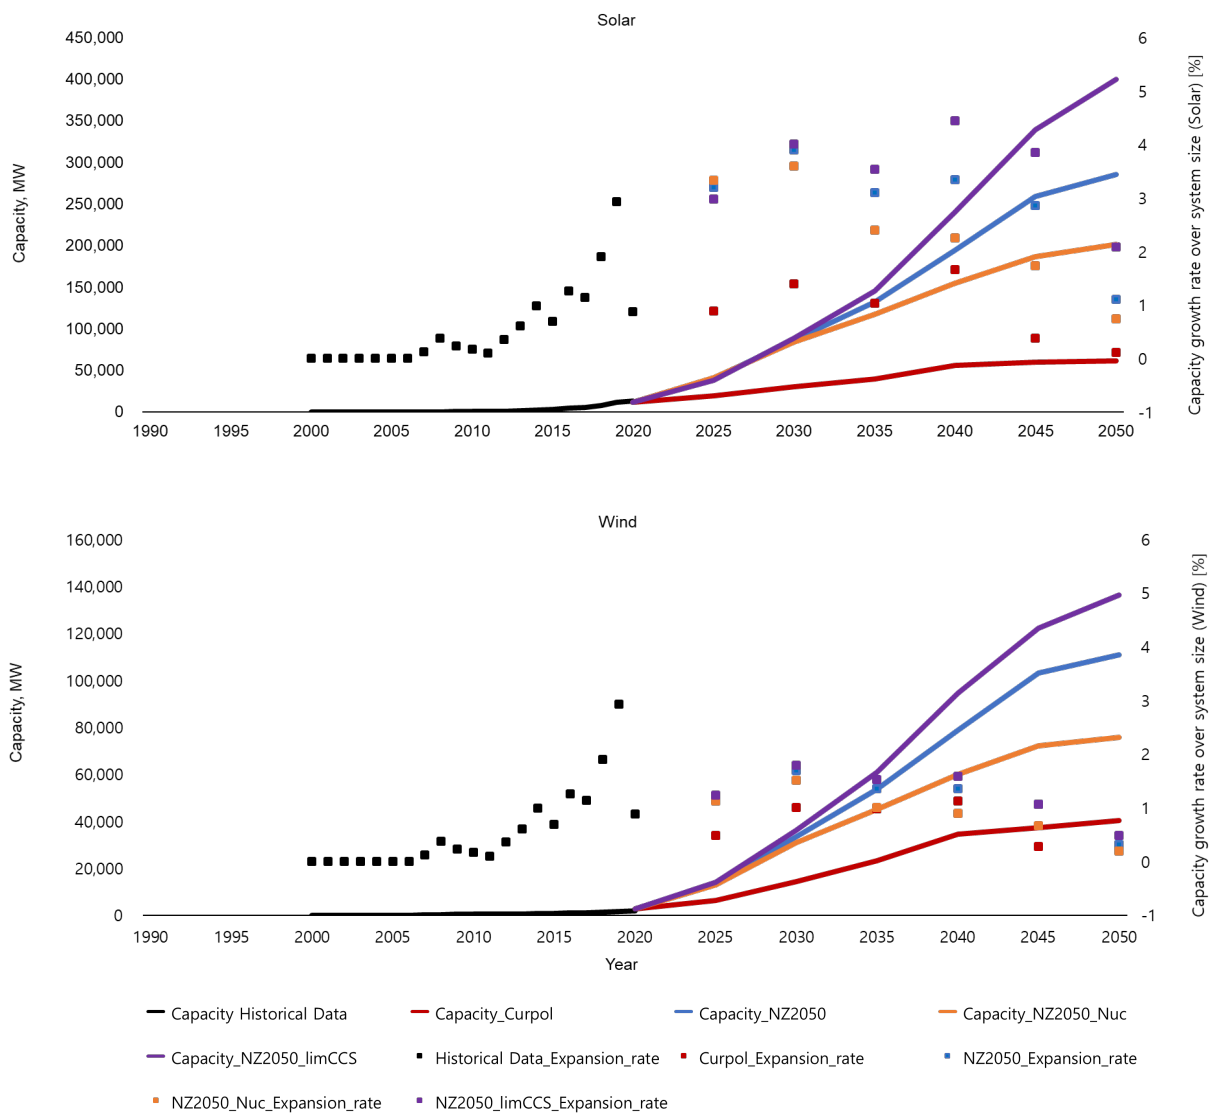 Solar
450,000
400,000
350,000
300,000
250,000
200,000
150,000
100,000
50,000
0
Capacity, MW
6
5
4
3
2
1
0
-1
Capacity growth rate over system size (Solar) [%]
1990 1995 2000 2005 2010 2015 2020 2025 2030 2035 2040 2045 2050
Wind
160,000
140,000
120,000
100,000
80,000
60,000
40,000
20,000
0
Capacity, MW
6
5
4
3
2
1
0
-1
Capacity growth rate over system size (Wind) [%]
1990 1995 2000 2005 2010 2015 2020 2025 2030 2035 2040 2045 2050
Year
Capacity Historical Data Capacity_Curpol Capacity_NZ2050 Capacity_NZ2050_Nuc
Capacity_NZ2050_limCCS Historical Data_Expansion_rate Curpol_Expansion_rate NZ2050_Expansion_rate
NZ2050_Nuc_Expansion_rate NZ2050_limCCS_Expansion_rate